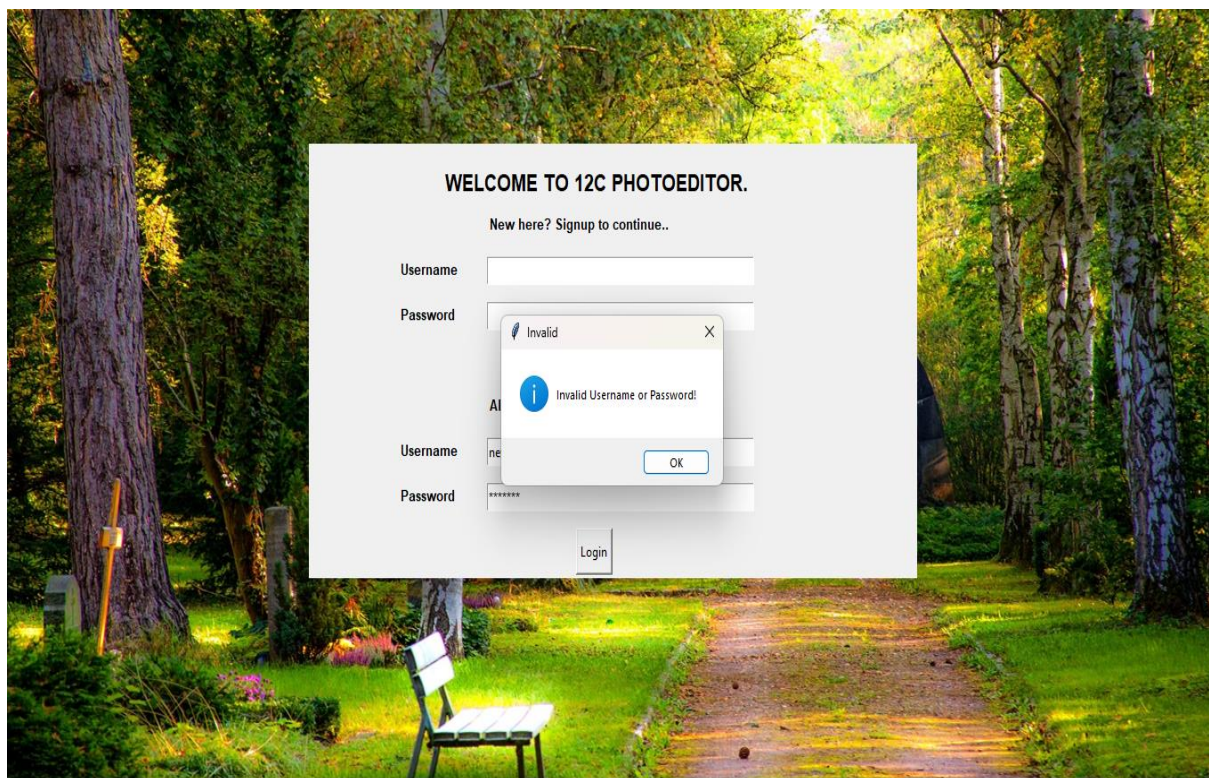 WELCOME TO 12C PHOTOEDITOR.
New here? Signup to continue..
Username
Password
Invalid
Invalid Username or Password!
OK
Username
Password *******
Login